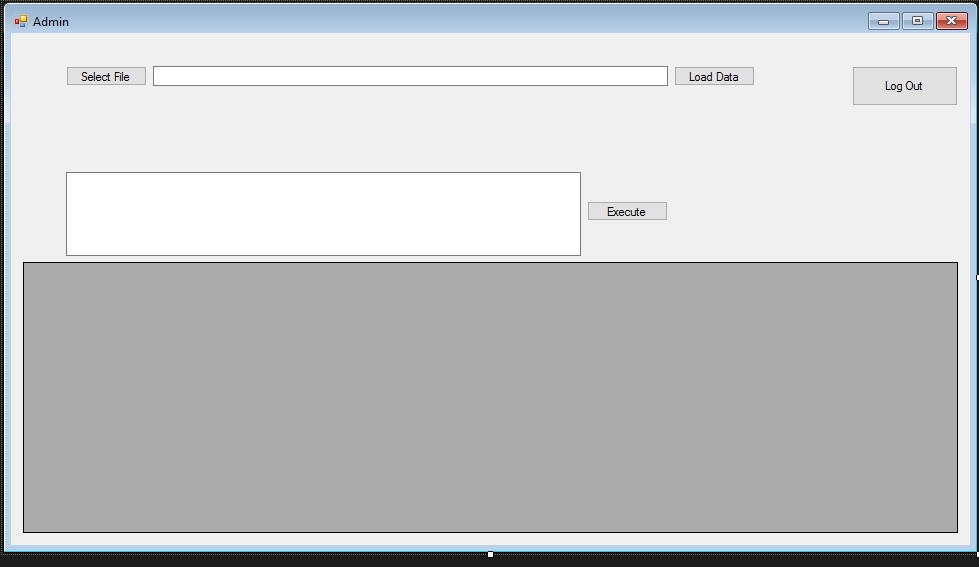 Admin
Select File
Load Data
Log Out
Execute